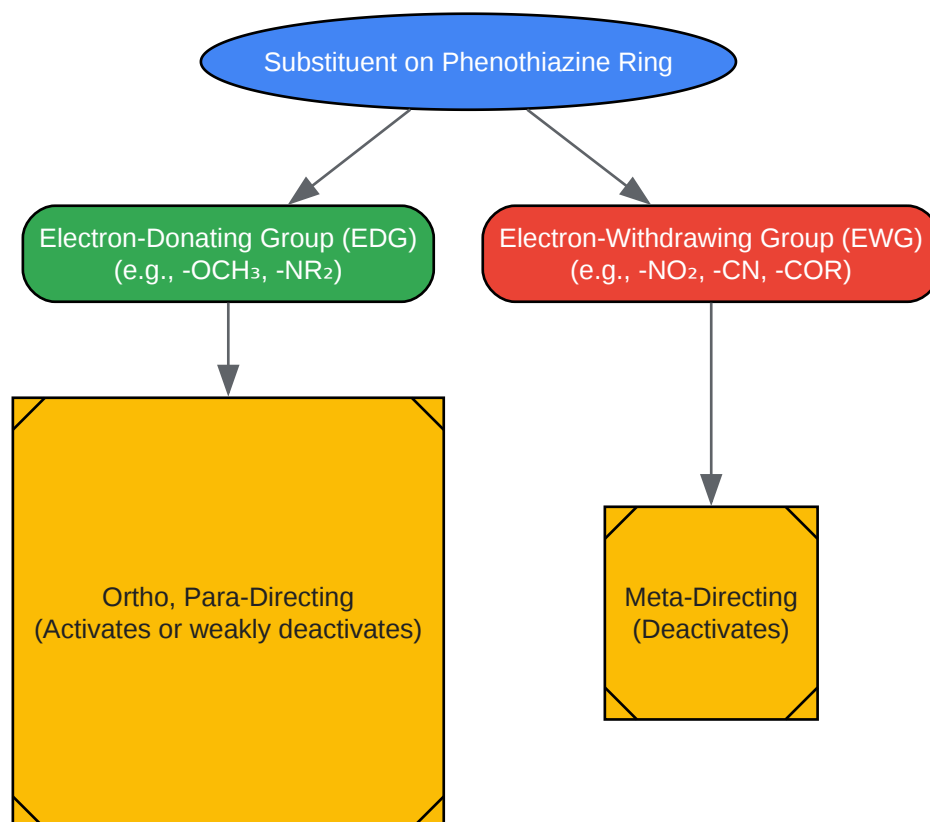 Substituent on Phenothiazine Ring
Electron-Donating Group (EDG)
(e.g., -OCH₃, -NR₂)
Electron-Withdrawing Group (EWG)
(e.g., -NO₂, -CN, -COR)
Ortho, Para-Directing
(Activates or weakly deactivates)
Meta-Directing
(Deactivates)